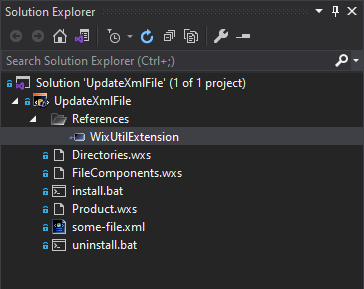 Solution Explorer
Search Solution Explorer (Ctrl+;)
Solution 'UpdateXmlFile' (1 of 1 project)
UpdateXmlFile
References
WixUtilExtension
Directories.wxs
FileComponents.wxs
install.bat
Product.wxs
some-file.xml
uninstall.bat